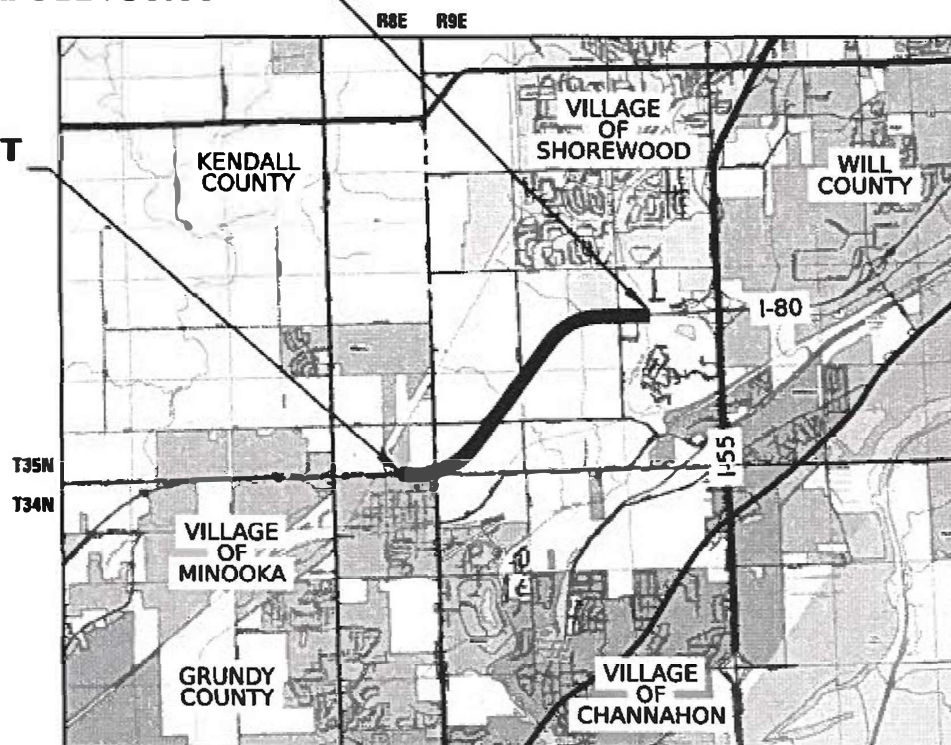 R8E R9E
T
VILLAGE
OF
SHOREWOOD
KENDALL
COUNTY
WILL
COUNTY
I-80
I-55
T35N
T34N
VILLAGE
OF
MINOOKA
GRUNDY
COUNTY
VILLAGE
OF
CHANNAHON